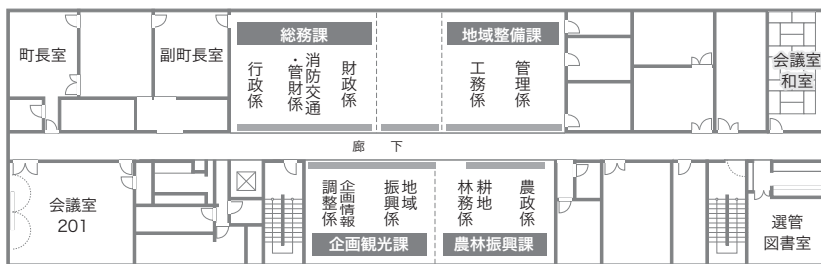 町長室
副町長室
総務課
行政係
消防交通
・管財係
財政係
地域整備課
工務係
管理係
会議室
和室
廊 下
会議室
201
企画情報
調整係
地域
振興係
企画観光課
耕地
林務係
農政係
農林振興課
選管
図書室